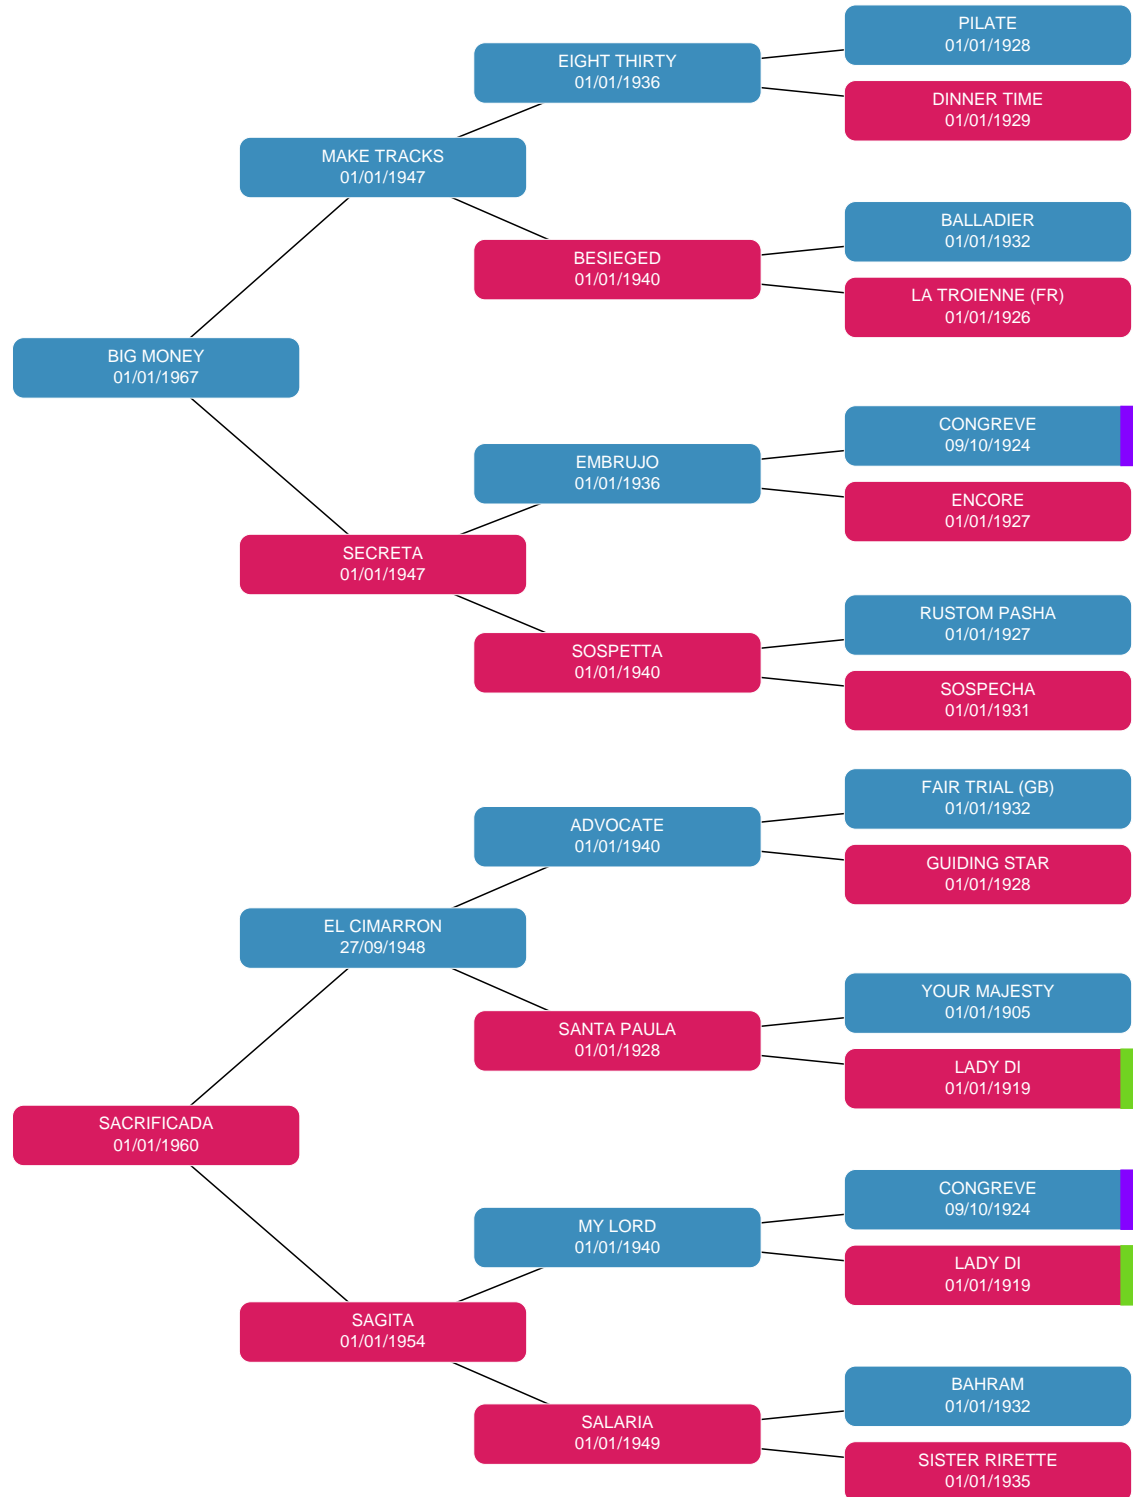 PILATE
01/01/1928
EIGHT THIRTY
01/01/1936
DINNER TIME
01/01/1929
MAKE TRACKS
01/01/1947
BALLADIER
01/01/1932
BESIEGED
01/01/1940
LA TROIENNE (FR)
01/01/1926
BIG MONEY
01/01/1967
CONGREVE
09/10/1924
EMBRUJO
01/01/1936
ENCORE
01/01/1927
SECRETA
01/01/1947
RUSTOM PASHA
01/01/1927
SOSPETTA
01/01/1940
SOSPECHA
01/01/1931
FAIR TRIAL (GB)
01/01/1932
ADVOCATE
01/01/1940
GUIDING STAR
01/01/1928
EL CIMARRON
27/09/1948
YOUR MAJESTY
01/01/1905
SANTA PAULA
01/01/1928
LADY DI
01/01/1919
SACRIFICADA
01/01/1960
CONGREVE
09/10/1924
MY LORD
01/01/1940
LADY DI
01/01/1919
SAGITA
01/01/1954
BAHRAM
01/01/1932
SALARIA
01/01/1949
SISTER RIRETTE
01/01/1935